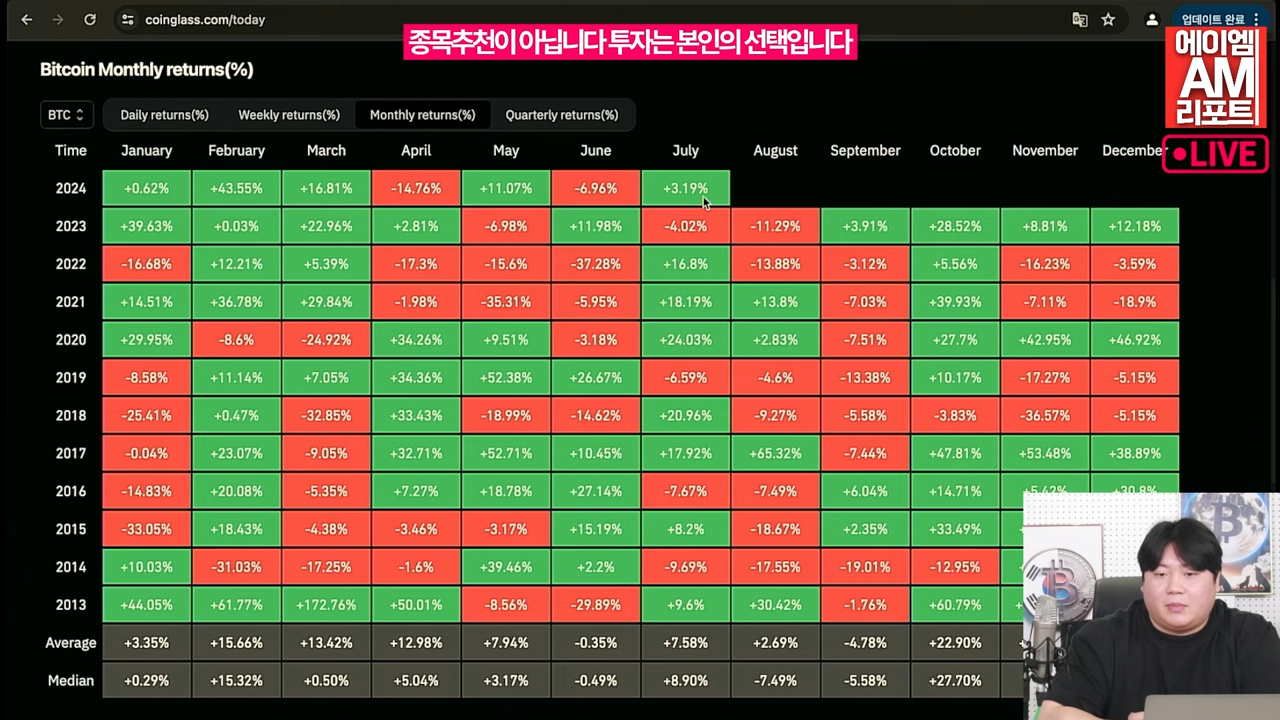 coinglass.com/today
업데이트 완료
종목추천이 아닙니다 투자는 본인의 선택입니다
에이엠
AM
리포트
LIVE
Bitcoin Monthly returns(%)
BTC Daily returns(%) Weekly returns(%) Monthly returns(%) Quarterly returns(%)
Time January February March April May June July August September October November December
2024 +0.62% +43.55% +16.81% -14.76% +11.07% -6.96% +3.19%
2023 +39.63% +0.03% +22.96% +2.81% -6.98% +11.98% -4.02% -11.29% +3.91% +28.52% +8.81% +12.18%
2022 -16.68% +12.21% +5.39% -17.3% -15.6% -37.28% +16.8% -13.88% -3.12% +5.56% -16.23% -3.59%
2021 +14.51% +36.78% +29.84% -1.98% -35.31% -5.95% +18.19% +13.8% -7.03% +39.93% -7.11% -18.9%
2020 +29.95% -8.6% -24.92% +34.26% +9.51% -3.18% +24.03% +2.83% -7.51% +27.7% +42.95% +46.92%
2019 -8.58% +11.14% +7.05% +34.36% +52.38% +26.67% -6.59% -4.6% -13.38% +10.17% -17.27% -5.15%
2018 -25.41% +0.47% -32.85% +33.43% -18.99% -14.62% +20.96% -9.27% -5.58% -3.83% -36.57% -5.15%
2017 -0.04% +23.07% -9.05% +32.71% +52.71% +10.45% +17.92% +65.32% -7.44% +47.81% +53.48% +38.89%
2016 -14.83% +20.08% -5.35% +7.27% +18.78% +27.14% -7.67% -7.49% +6.04% +14.71% +5.42% +30.8%
2015 -33.05% +18.43% -4.38% -3.46% -3.17% +15.19% +8.2% -18.67% +2.35% +33.49%
2014 +10.03% -31.03% -17.25% -1.6% +39.46% +2.2% -9.69% -17.55% -19.01% -12.95%
2013 +44.05% +61.77% +172.76% +50.01% -8.56% -29.89% +9.6% +30.42% -1.76% +60.79%
Average +3.35% +15.66% +13.42% +12.98% +7.94% -0.35% +7.58% +2.69% -4.78% +22.90%
Median +0.29% +15.32% +0.50% +5.04% +3.17% -0.49% +8.90% -7.49% -5.58% +27.70%